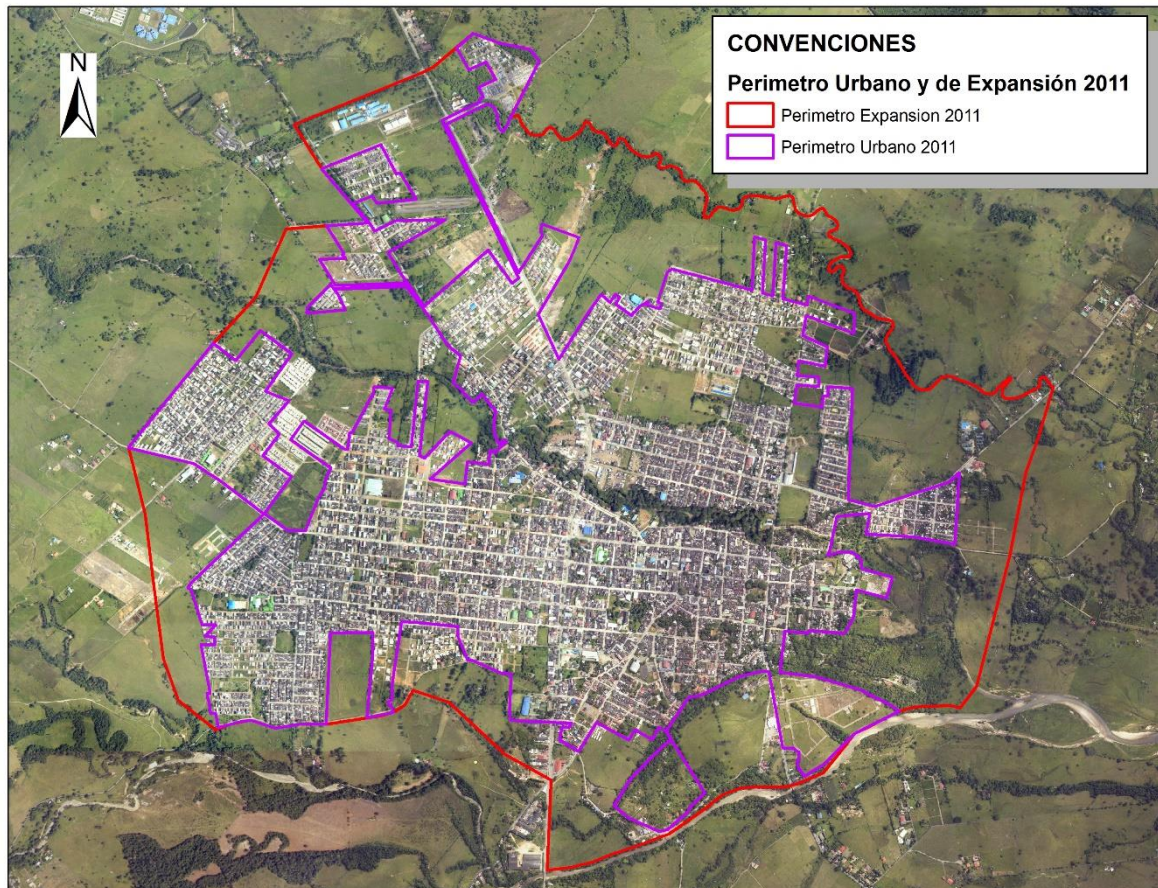 N
CONVENCIONES
Perimetro Urbano y de Expansión 2011
Perimetro Expansion 2011
Perimetro Urbano 2011